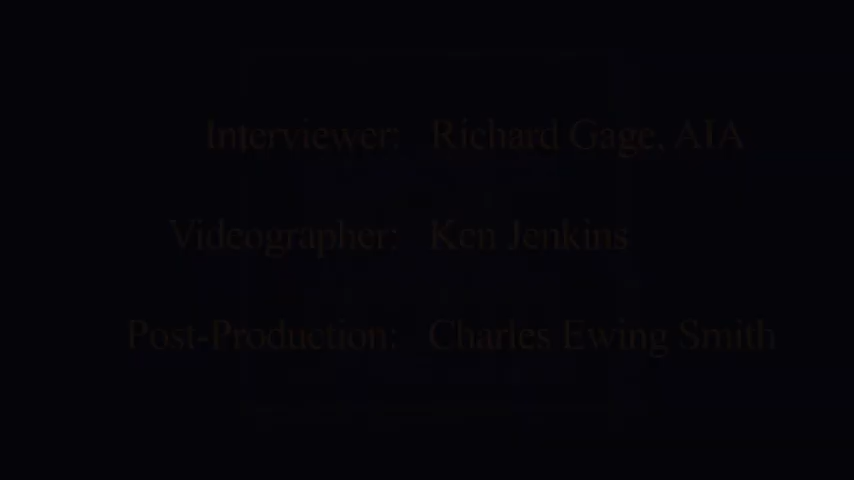 Interviewer: Richard Gage, AIA
Videographer: Ken Jenkins
Post-Production: Charles Ewing Smith